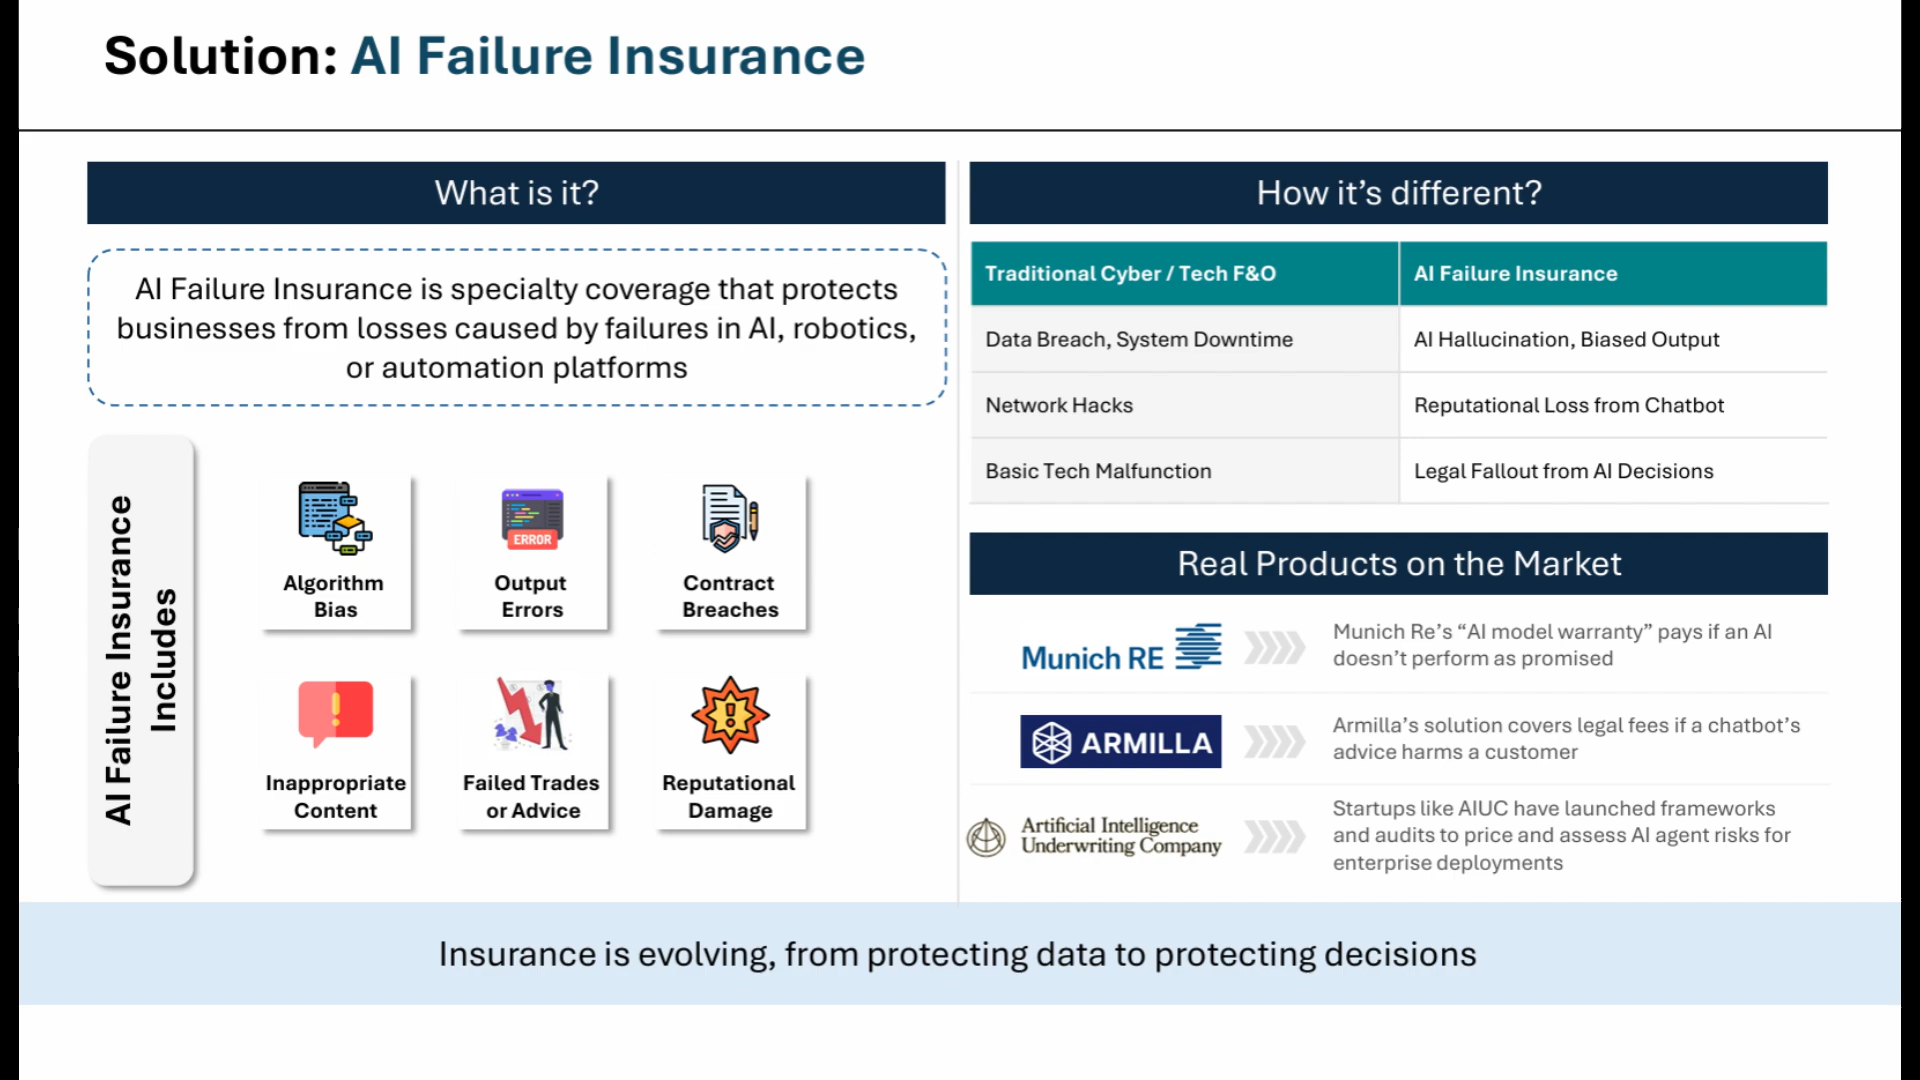 Solution: AI Failure Insurance
What is it?
AI Failure Insurance is specialty coverage that protects
businesses from losses caused by failures in AI, robotics,
or automation platforms
AI Failure Insurance
Includes
Algorithm
Bias
ERROR
Output
Errors
Contract
Breaches
Inappropriate
Content
Failed Trades
or Advice
Reputational
Damage
How it’s different?
Traditional Cyber / Tech F&O
AI Failure Insurance
Data Breach, System Downtime
AI Hallucination, Biased Output
Network Hacks
Reputational Loss from Chatbot
Basic Tech Malfunction
Legal Fallout from AI Decisions
Real Products on the Market
Munich RE
Munich Re’s “AI model warranty” pays if an AI
doesn’t perform as promised
ARMILLA
Armilla’s solution covers legal fees if a chatbot’s
advice harms a customer
Artificial Intelligence
Underwriting Company
Startups like AIUC have launched frameworks
and audits to price and assess AI agent risks for
enterprise deployments
Insurance is evolving, from protecting data to protecting decisions